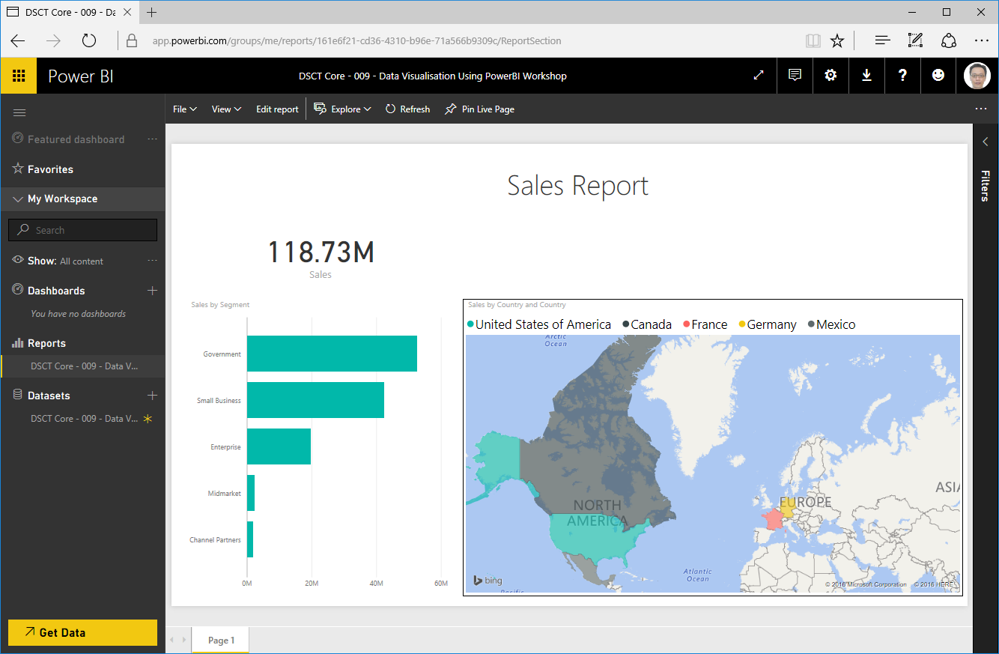 DSCT Core - 009 - Da
app.powerbi.com/groups/me/reports/161e6f21-cd36-4310-b96e-71a566b9309c/ReportSection
Power BI
DSCT Core - 009 - Data Visualisation Using PowerBI Workshop
?
File
View
Edit report
Explore
Refresh
Pin Live Page
Featured dashboard
Favorites
My Workspace
Search
Show: All content
Dashboards
You have no dashboards
Reports
DSCT Core - 009 - Data V...
Datasets
DSCT Core - 009 - Data V...
Get Data
Filters
Sales Report
118.73M
Sales
Sales by Segment
Government
Small Business
Enterprise
Midmarket
Channel Partners
0M 20M 40M 60M
Sales by Country and Country
United States of America Canada France Germany Mexico
Arctic
Ocean
NORTH
AMERICA
EUROPE
ASIA
Atlantic
Ocean
Pacific
bing
© 2016 Microsoft Corporation © 2016 HERE
Page 1